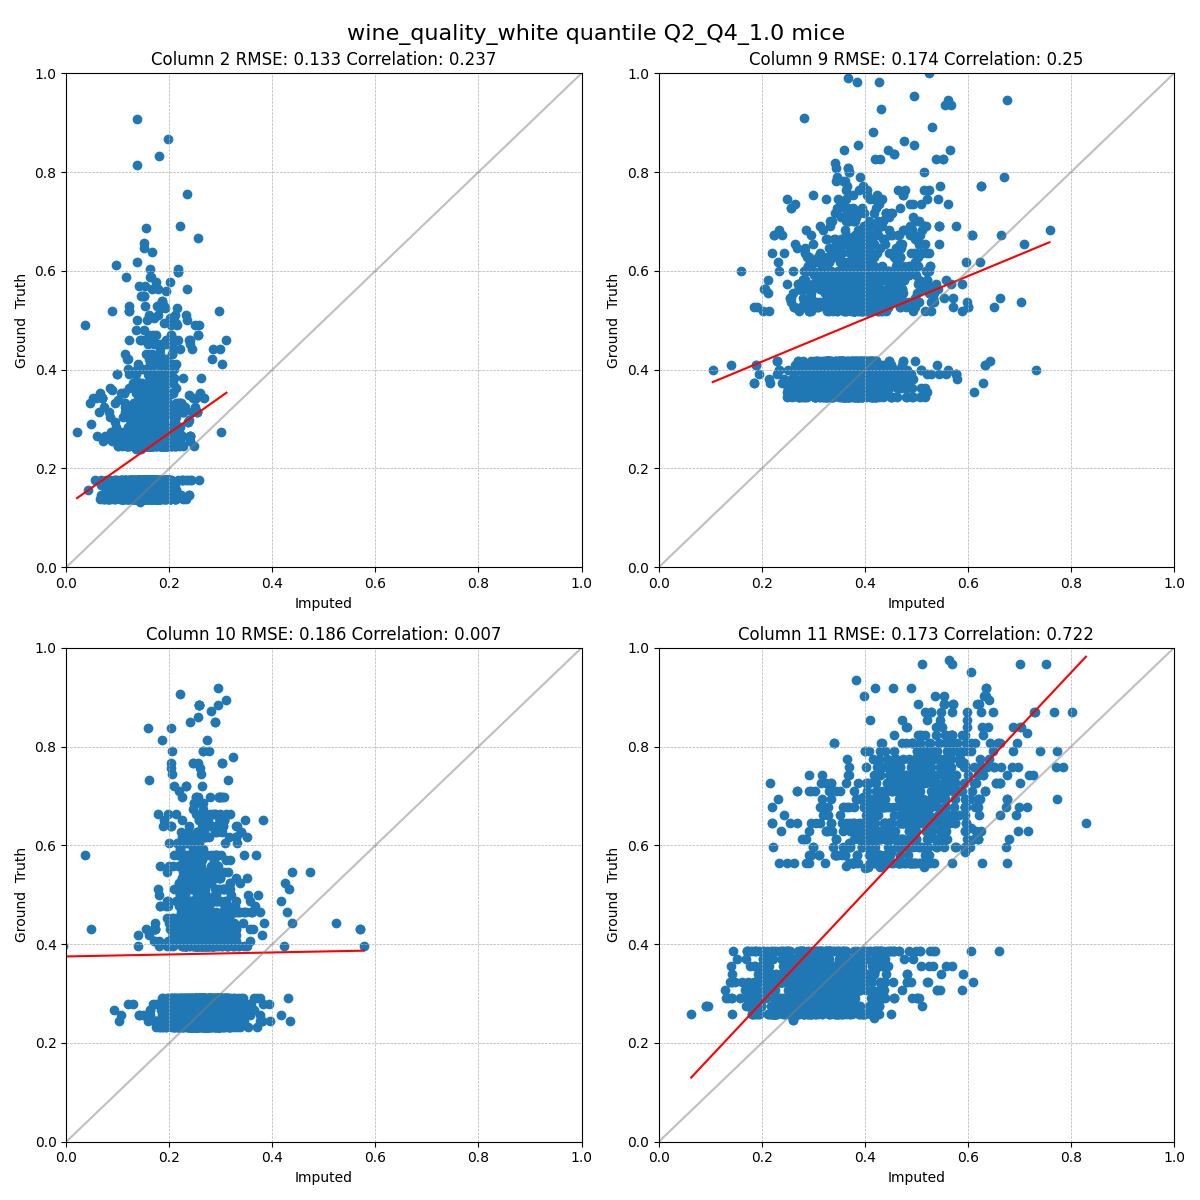 wine_quality_white quantile Q2_Q4_1.0 mice
Column 2 RMSE: 0.133 Correlation: 0.237
1.0
0.8
0.6
0.4
0.2
0.0
Ground Truth
0.0 0.2 0.4 0.6 0.8 1.0
Imputed
Column 9 RMSE: 0.174 Correlation: 0.25
1.0
0.8
0.6
0.4
0.2
0.0
Ground Truth
0.0 0.2 0.4 0.6 0.8 1.0
Imputed
Column 10 RMSE: 0.186 Correlation: 0.007
1.0
0.8
0.6
0.4
0.2
0.0
Ground Truth
0.0 0.2 0.4 0.6 0.8 1.0
Imputed
Column 11 RMSE: 0.173 Correlation: 0.722
1.0
0.8
0.6
0.4
0.2
0.0
Ground Truth
0.0 0.2 0.4 0.6 0.8 1.0
Imputed